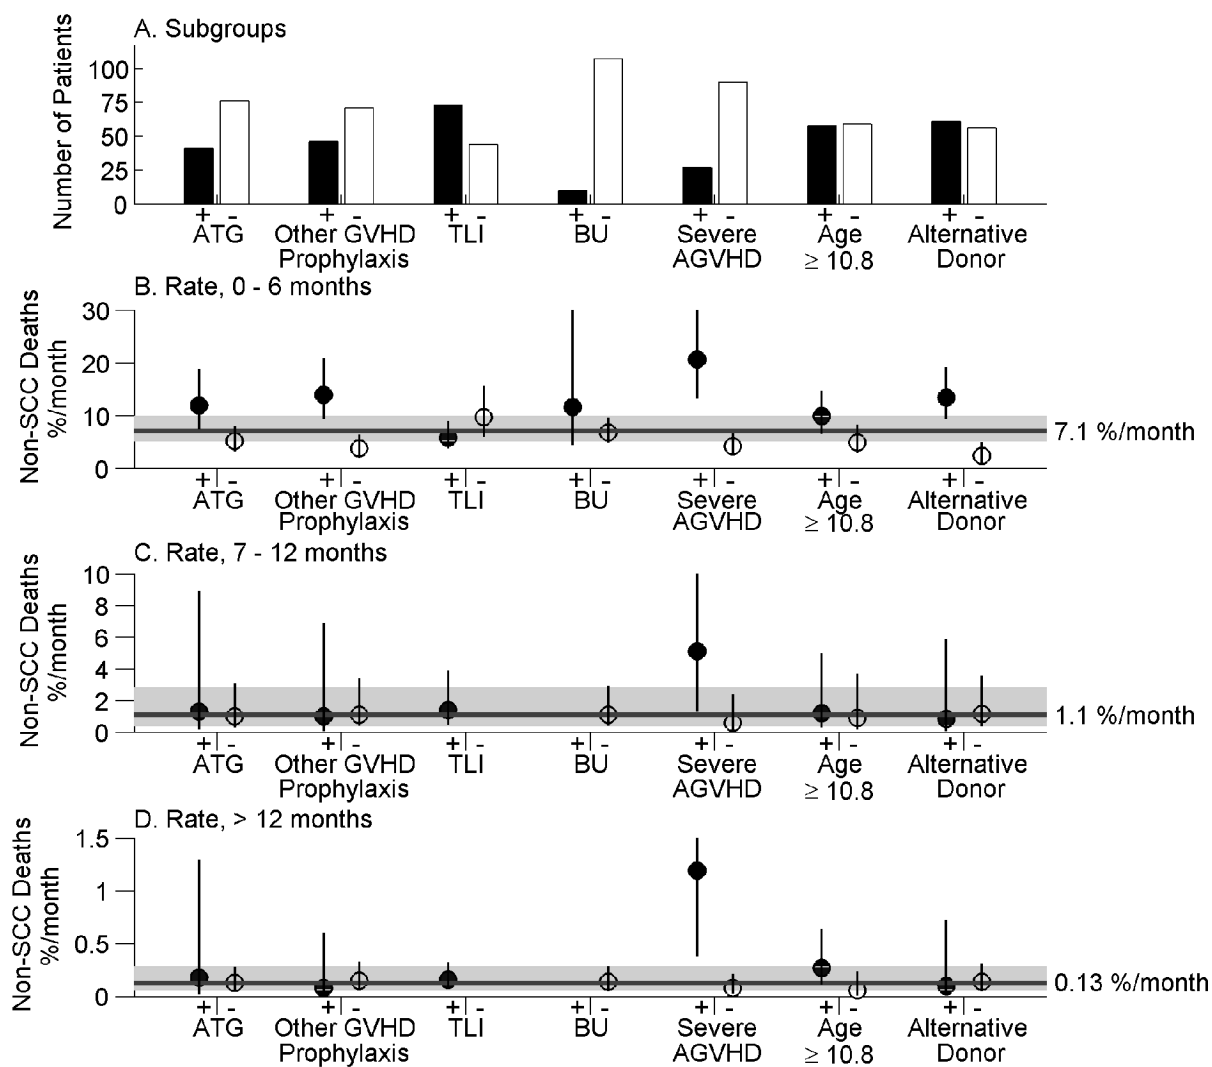 A. Subgroups
Number of Patients
100
75
50
25
0
+ - + - + - + - + - + - + -
ATG Other GVHD TLI BU Severe Age Alternative
Prophylaxis AGVHD ≥ 10.8 Donor
B. Rate, 0 - 6 months
Non-SCC Deaths
%/month
30
20
10
0
7.1 %/month
+ - + - + - + - + - + - + -
ATG Other GVHD TLI BU Severe Age Alternative
Prophylaxis AGVHD ≥ 10.8 Donor
C. Rate, 7 - 12 months
Non-SCC Deaths
%/month
10
8
6
4
2
0
1.1 %/month
+ - + - + - + - + - + - + -
ATG Other GVHD TLI BU Severe Age Alternative
Prophylaxis AGVHD ≥ 10.8 Donor
D. Rate, > 12 months
Non-SCC Deaths
%/month
1.5
1
0.5
0
0.13 %/month
+ - + - + - + - + - + - + -
ATG Other GVHD TLI BU Severe Age Alternative
Prophylaxis AGVHD ≥ 10.8 Donor